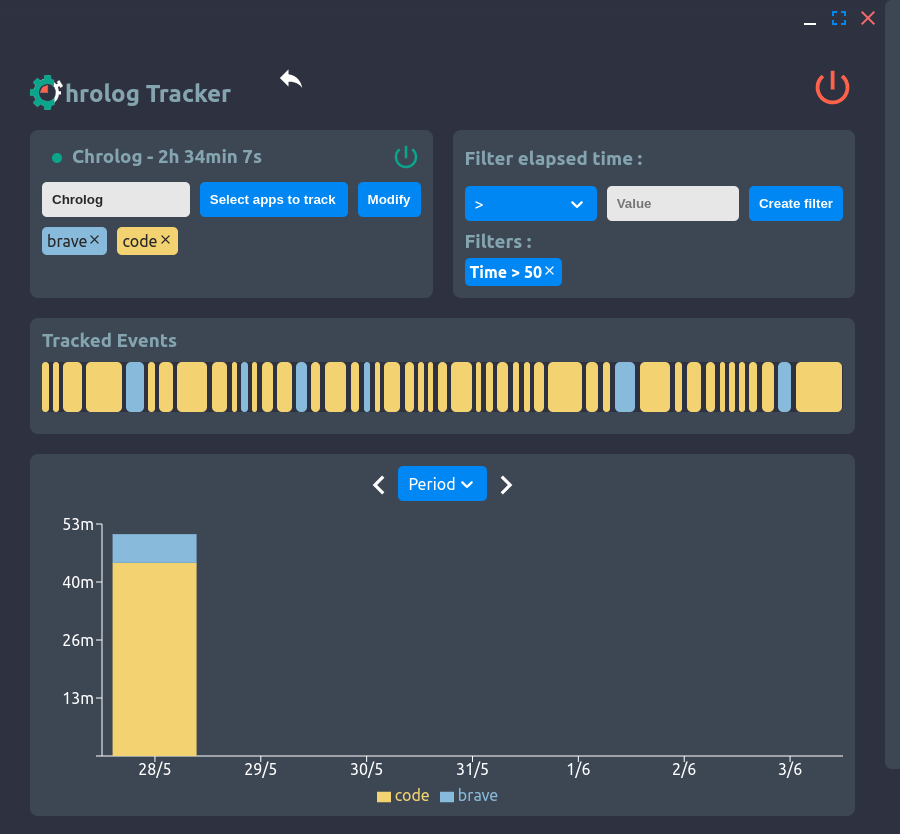 hrolog Tracker
Chrolog - 2h 34min 7s
Chrolog
Select apps to track
Modify
brave
code
Filter elapsed time :
>
Value
Create filter
Filters :
Time > 50
Tracked Events
Period
53m
40m
26m
13m
28/5
29/5
30/5
31/5
1/6
2/6
3/6
code
brave